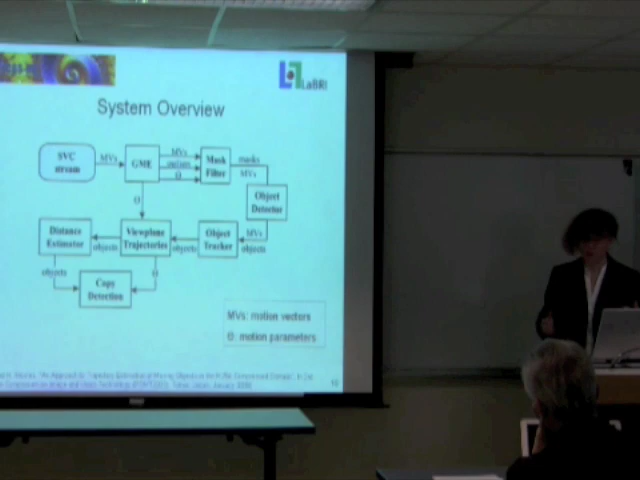 LaBRI
System Overview
SVC
stream
MVs
GME
MVs
outliers
Θ
Mask
Filter
masks
MVs
Object
Detector
Θ
Distance
Estimator
objects
Viewplane
Trajectories
objects
Object
Tracker
MVs
objects
objects
Θ
Copy
Detection
MVs: motion vectors
Θ: motion parameters